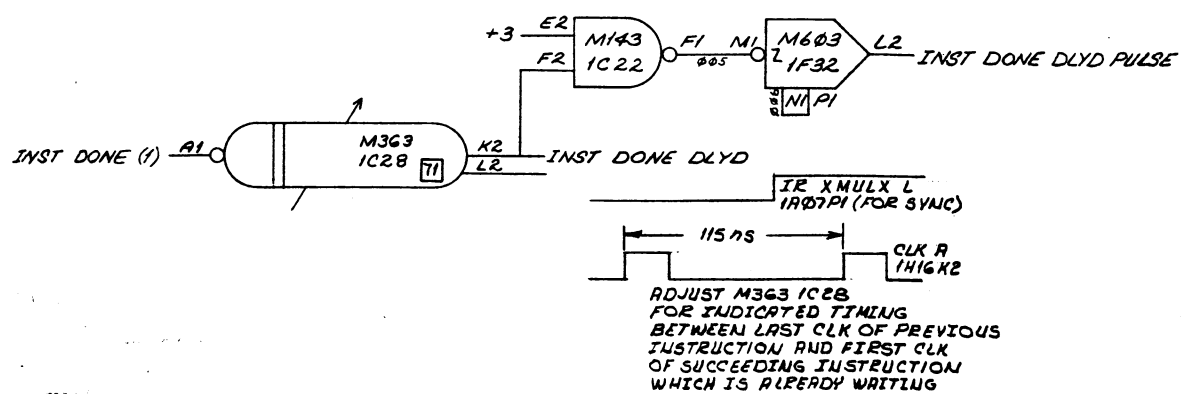 +3 E2 M143 F1 M1 M6Ø3 L2 INST DONE DLYD PULSE
F2 1C22 ØØ5 1F32
ØØ6 N1 P1
INST DONE (1) A1 M363 K2 INST DONE DLYD
1C28 71 L2
IR XMULX L
1AØ7P1 (FOR SYNC)
115 ns
CLK A
1H16K2
ADJUST M363 1C28
FOR INDICATED TIMING
BETWEEN LAST CLK OF PREVIOUS
INSTRUCTION AND FIRST CLK
OF SUCCEEDING INSTRUCTION
WHICH IS ALREADY WAITING